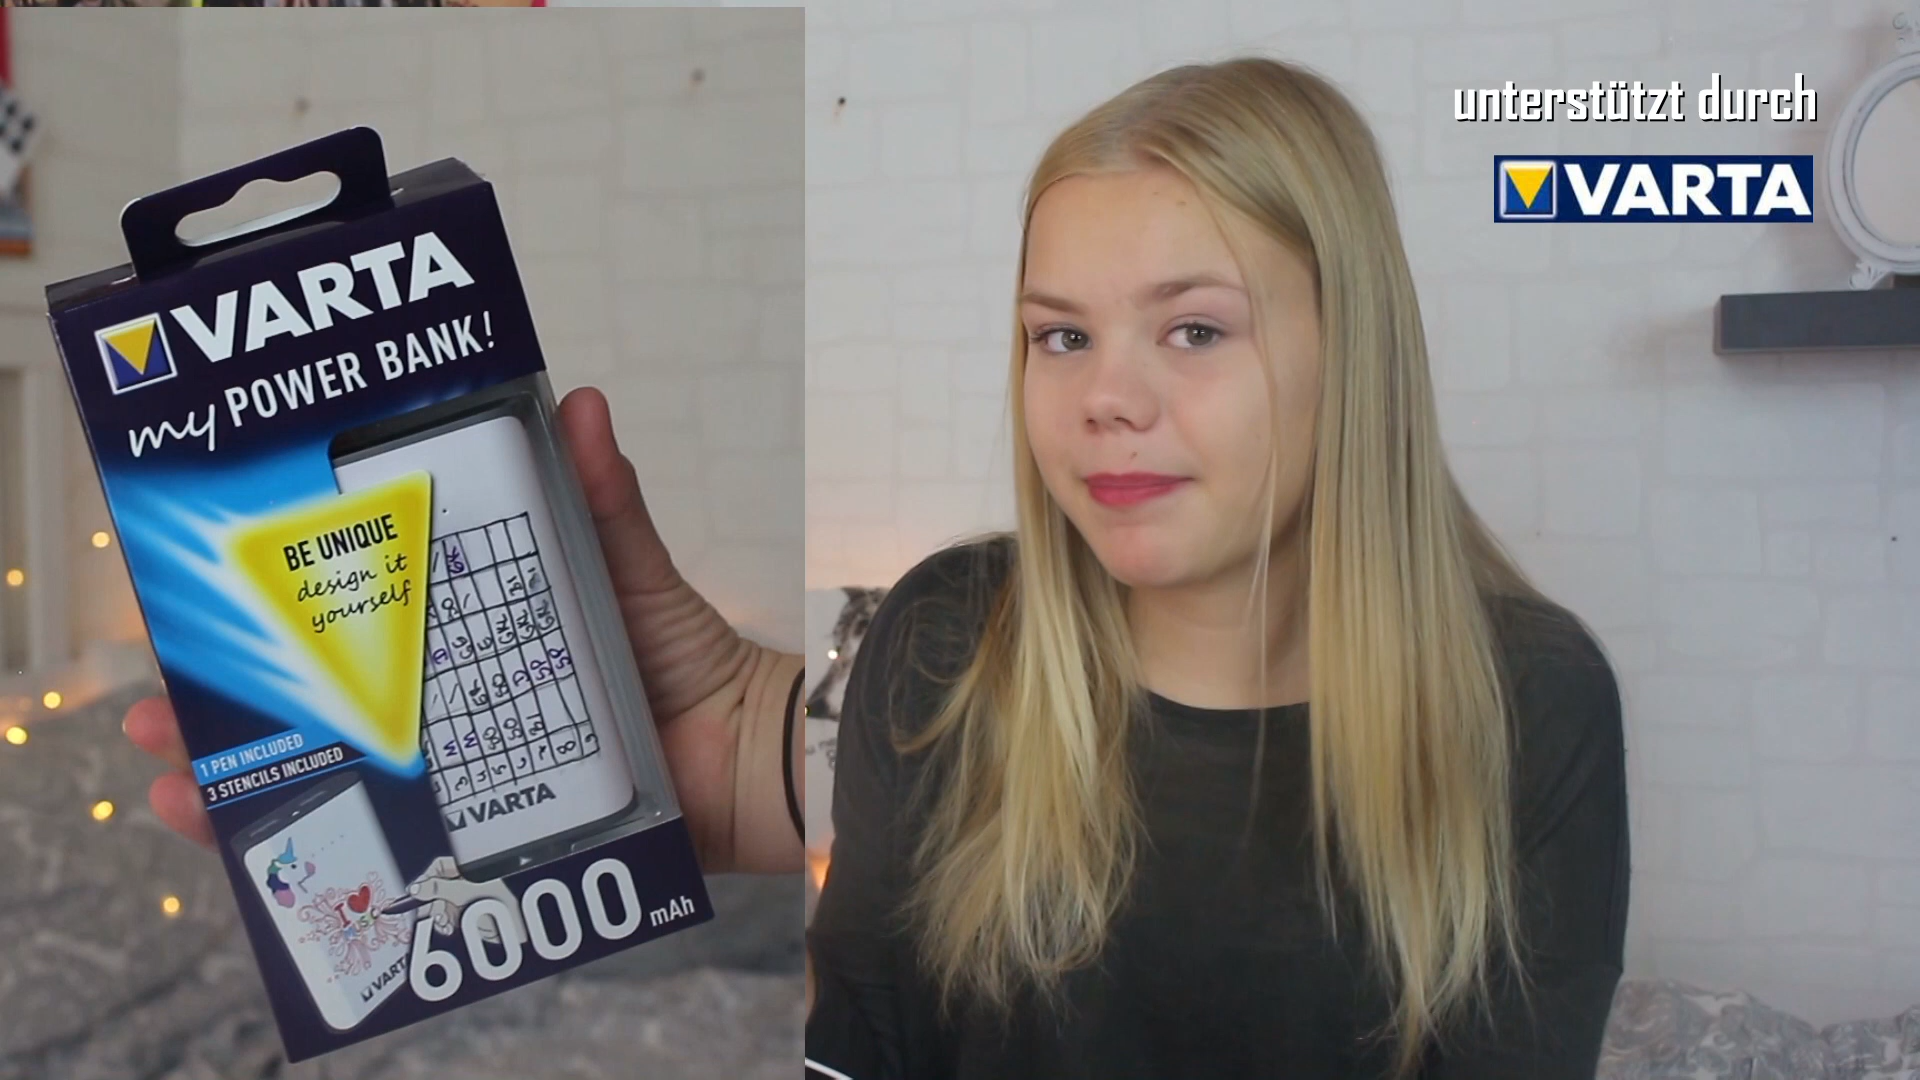 VARTA
my POWER BANK!
BE UNIQUE
design it
yourself
1 PEN INCLUDED
3 STENCILS INCLUDED
VARTA
I
VARTA
6000 mAh
unterstützt durch
VARTA